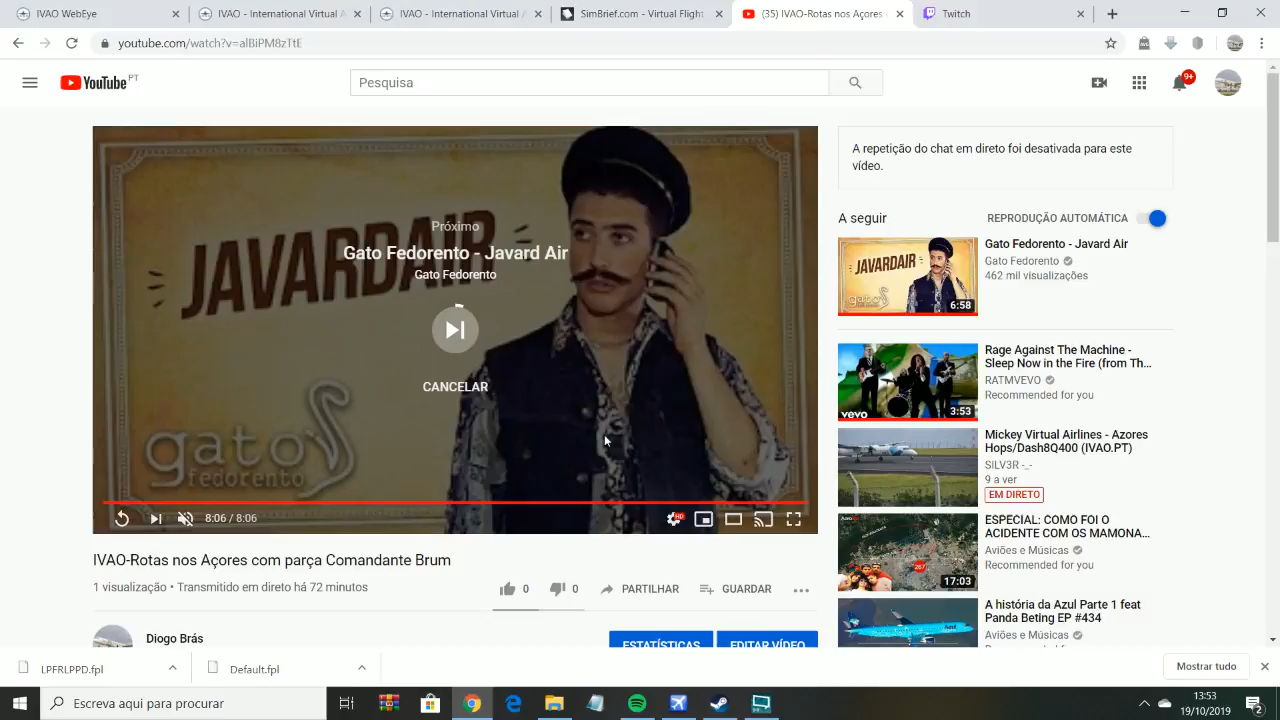 IVAO WebEye
IVAO - International Virtual A
IVAO - International Virtual A
SimBrief.com - Virtual Flight
(35) IVAO-Rotas nos Açores
Twitch
youtube.com/watch?v=alBiPM8zTtE
YouTube PT
Pesquisa
9+
JAVARDAIR
Próximo
Gato Fedorento - Javard Air
Gato Fedorento
CANCELAR
gato
fedorento
8:06 / 8:06
HD
IVAO-Rotas nos Açores com parça Comandante Brum
1 visualização • Transmitido em direto há 72 minutos
0
0
PARTILHAR
GUARDAR
Diogo Brás
ESTATÍSTICAS
EDITAR VÍDEO
A repetição do chat em direto foi desativada para este
vídeo.
A seguir
REPRODUÇÃO AUTOMÁTICA
JAVARDAIR
gato
6:58
Gato Fedorento - Javard Air
Gato Fedorento
462 mil visualizações
vevo
3:53
Rage Against The Machine -
Sleep Now in the Fire (from Th...
RATMVEVO
Recommended for you
Mickey Virtual Airlines - Azores
Hops/Dash8Q400 (IVAO.PT)
SILV3R -_-
9 a ver
EM DIRETO
267
17:03
ESPECIAL: COMO FOI O
ACIDENTE COM OS MAMONA...
Aviões e Músicas
Recommended for you
Azul
A história da Azul Parte 1 feat
Panda Beting EP #434
Aviões e Músicas
LPFRLPPD.fpl
Default.fpl
Mostrar tudo
Escreva aqui para procurar
13:53
19/10/2019
2